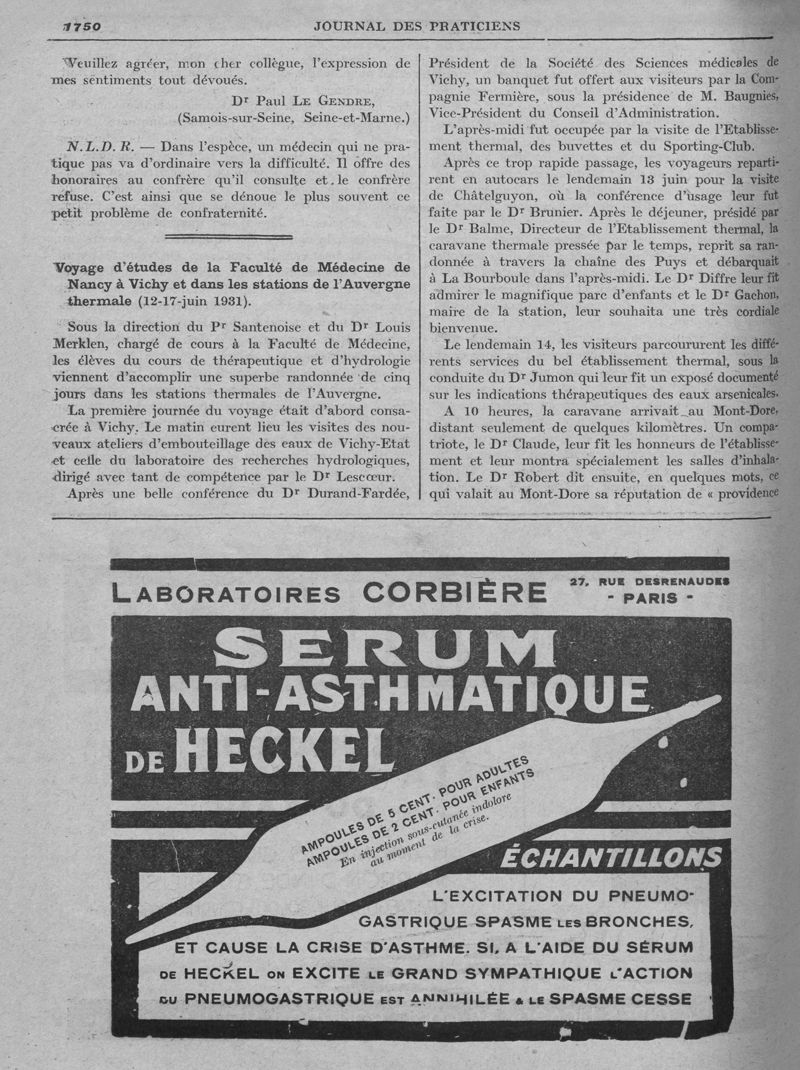 1750
JOURNAL DES PRATICIENS
Veuillez agréer, mon cher collègue, l'expression de
mes sentiments tout dévoués.
Dr Paul LE GENDRE,
(Samois-sur-Seine, Seine-et-Marne.)
N.L.D.R. — Dans l'espèce, un médecin qui ne pra-
tique pas va d'ordinaire vers la difficulté. Il offre des
honoraires au confrère qu'il consulte et le confrère
refuse. C'est ainsi que se dénoue le plus souvent ce
petit problème de confraternité.
Voyage d'études de la Faculté de Médecine de
Nancy à Vichy et dans les stations de l'Auvergne
thermale (12-17-juin 1931).
Sous la direction du Pr Santenoise et du Dr Louis
Merklen, chargé de cours à la Faculté de Médecine,
les élèves du cours de thérapeutique et d'hydrologie
viennent d'accomplir une superbe randonnée de cinq
jours dans les stations thermales de l'Auvergne.
La première journée du voyage était d'abord consa-
crée à Vichy. Le matin eurent lieu les visites des nou-
veaux ateliers d'embouteillage des eaux de Vichy-Etat
et celle du laboratoire des recherches hydrologiques,
dirigé avec tant de compétence par le Dr Lescœur.
Après une belle conférence du Dr Durand-Fardée,
Président de la Société des Sciences médicales de
Vichy, un banquet fut offert aux visiteurs par la Com-
pagnie Fermière, sous la présidence de M. Baugnies,
Vice-Président du Conseil d'Administration.
L'après-midi fut occupée par la visite de l'Etablisse-
ment thermal, des buvettes et du Sporting-Club.
Après ce trop rapide passage, les voyageurs reparti-
rent en autocars le lendemain 13 juin pour la visite
de Châtelguyon, où la conférence d'usage leur fut
faite par le Dr Brunier. Après le déjeuner, présidé par
le Dr Balme, Directeur de l'Etablissement thermal, la
caravane thermale pressée par le temps, reprit sa ran-
donnée à travers la chaîne des Puys et débarquait
à La Bourboule dans l'après-midi. Le Dr Diffre leur fit
admirer le magnifique parc d'enfants et le Dr Gachon,
maire de la station, leur souhaita une très cordiale
bienvenue.
Le lendemain 14, les visiteurs parcoururent les diffé-
rents services du bel établissement thermal, sous la
conduite du Dr Jumon qui leur fit un exposé documenté
sur les indications thérapeutiques des eaux arsenicales.
A 10 heures, la caravane arrivait au Mont-Dore,
distant seulement de quelques kilomètres. Un compa-
triote, le Dr Claude, leur fit les honneurs de l'établisse-
ment et leur montra spécialement les salles d'inhala-
tion. Le Dr Robert dit ensuite, en quelques mots, ce
qui valait au Mont-Dore sa réputation de « providence
LABORATOIRES CORBIÈRE
27, RUE DESRENAUDES
- PARIS -
SERUM
ANTI-ASTHMATIQUE
DE HECKEL
AMPOULES DE 5 CENT. POUR ADULTES
AMPOULES DE 2 CENT. POUR ENFANTS
En injection sous-cutanée indolore
au moment de la crise.
ÉCHANTILLONS
L'EXCITATION DU PNEUMO-
GASTRIQUE SPASME LES BRONCHES,
ET CAUSE LA CRISE D'ASTHME. SI, A L'AIDE DU SÉRUM
DE HECKEL ON EXCITE LE GRAND SYMPATHIQUE L'ACTION
DU PNEUMOGASTRIQUE EST ANNIHILÉE & LE SPASME CESSE